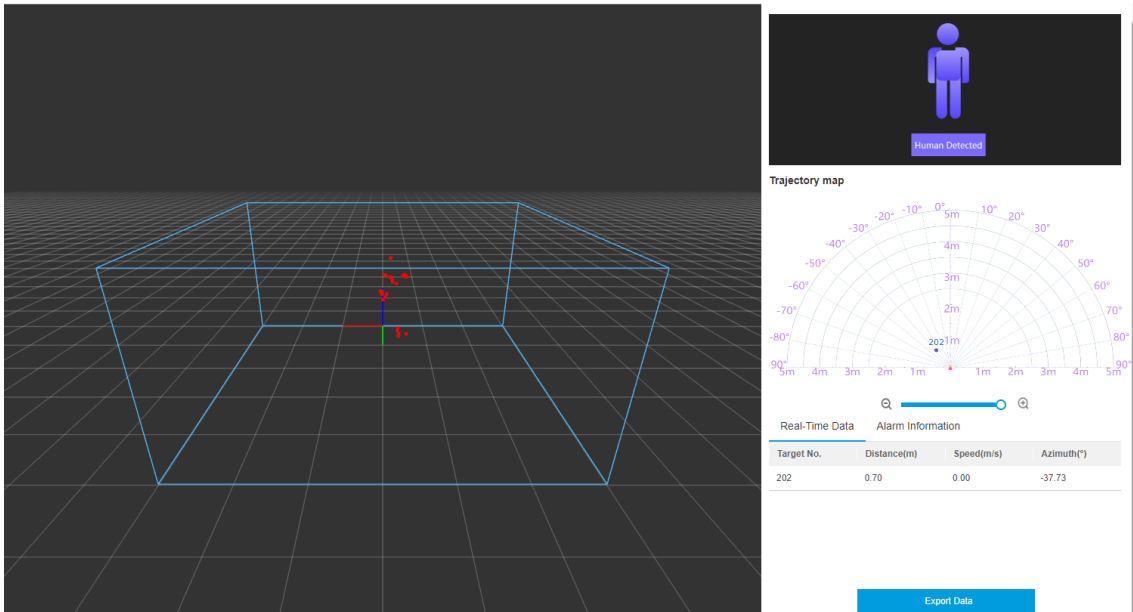 Human Detected
Trajectory map
-90° -80° -70° -60° -50° -40° -30° -20° -10° 0° 10° 20° 30° 40° 50° 60° 70° 80° 90°
5m
4m
3m
2m
1m
202
5m 4m 3m 2m 1m 1m 2m 3m 4m 5m
Real-Time Data Alarm Information
Target No. Distance(m) Speed(m/s) Azimuth(°)
202 0.70 0.00 -37.73
Export Data